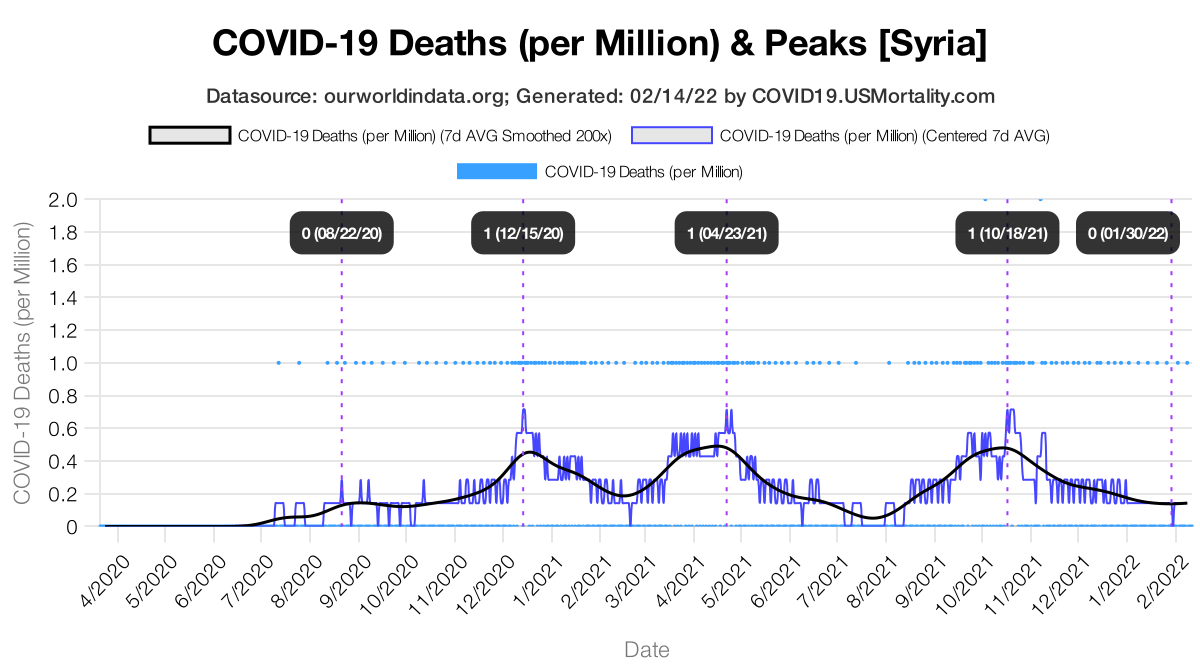 COVID-19 Deaths (per Million) & Peaks [Syria]
Datasource: ourworldindata.org; Generated: 02/14/22 by COVID19.USMortality.com
COVID-19 Deaths (per Million) (7d AVG Smoothed 200x) COVID-19 Deaths (per Million) (Centered 7d AVG)
COVID-19 Deaths (per Million)
COVID-19 Deaths (per Million)
2.0
1.8
1.6
1.4
1.2
1.0
0.8
0.6
0.4
0.2
0
0 (08/22/20) 1 (12/15/20) 1 (04/23/21) 1 (10/18/21) 0 (01/30/22)
4/2020 5/2020 6/2020 7/2020 8/2020 9/2020 10/2020 11/2020 12/2020 1/2021 2/2021 3/2021 4/2021 5/2021 6/2021 7/2021 8/2021 9/2021 10/2021 11/2021 12/2021 1/2022 2/2022
Date